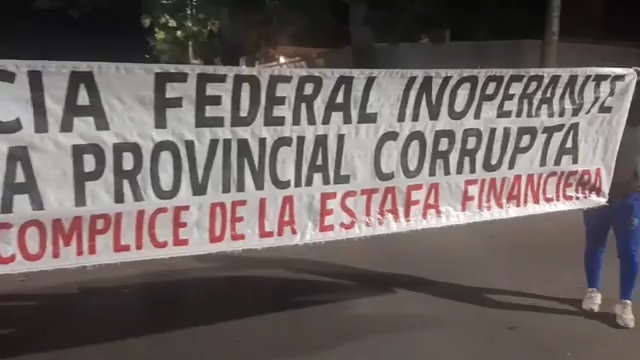 CIA FEDERAL INOPERANTE
A PROVINCIAL CORRUPTA
COMPLICE DE LA ESTAFA FINANCIERA